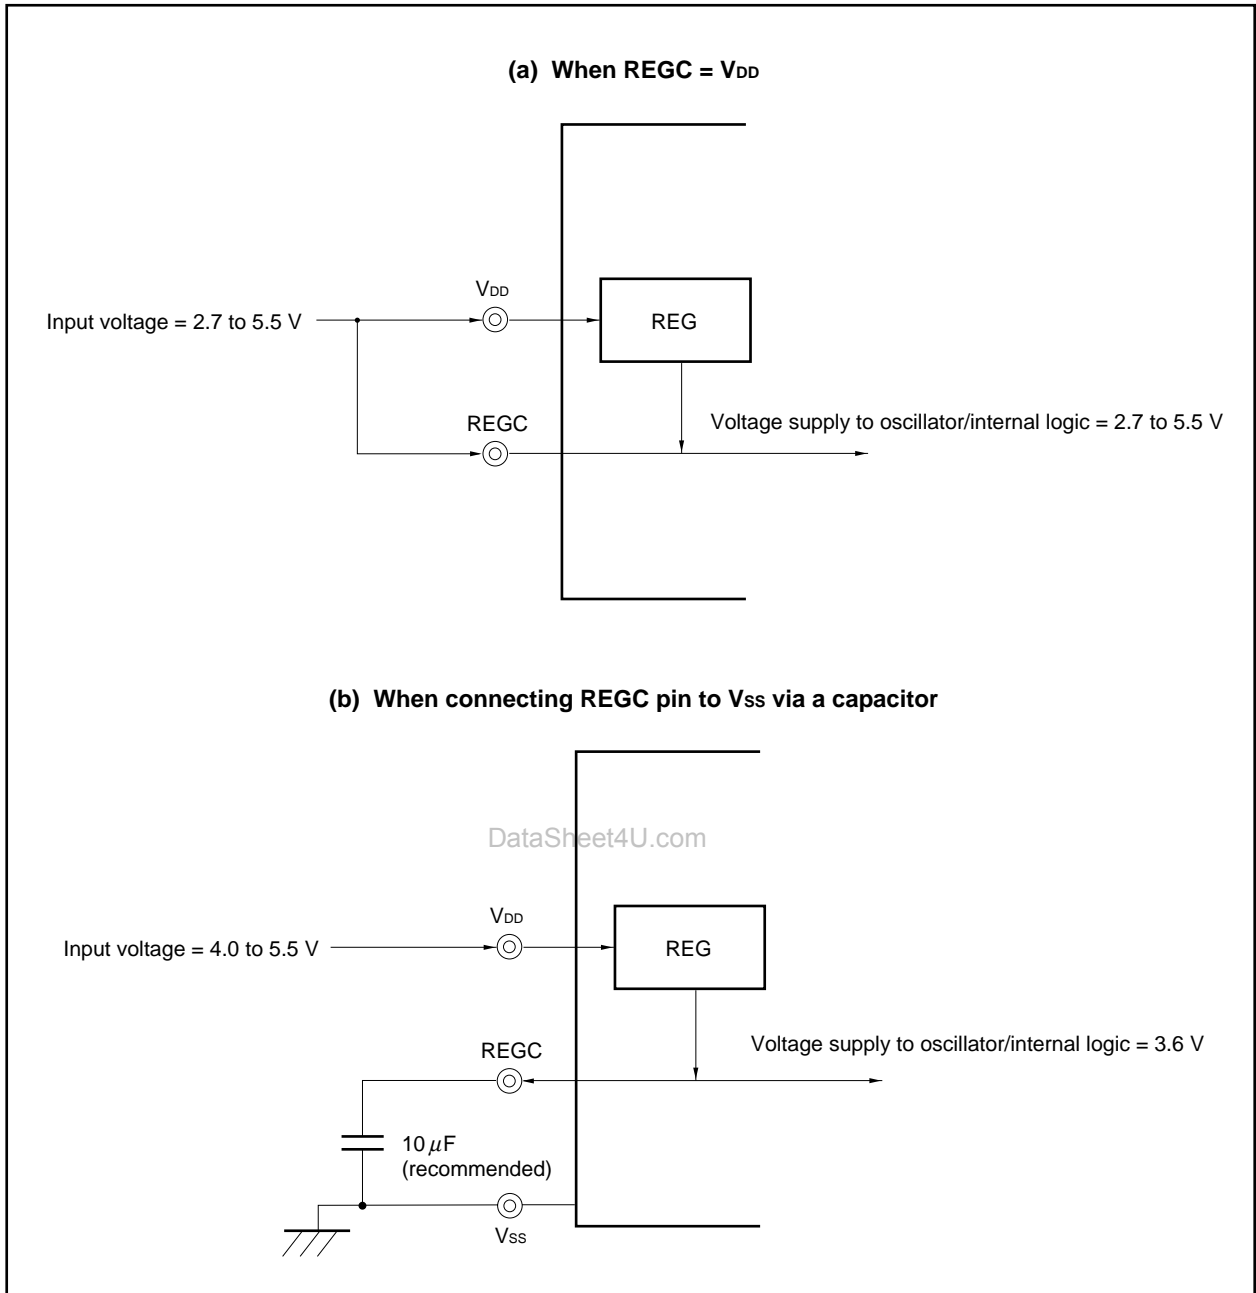 (a) When REGC = VDD
VDD
Input voltage = 2.7 to 5.5 V
REG
REGC
Voltage supply to oscillator/internal logic = 2.7 to 5.5 V
(b) When connecting REGC pin to VSS via a capacitor
DataSheet4U.com
VDD
Input voltage = 4.0 to 5.5 V
REG
REGC
Voltage supply to oscillator/internal logic = 3.6 V
10 μF
(recommended)
VSS